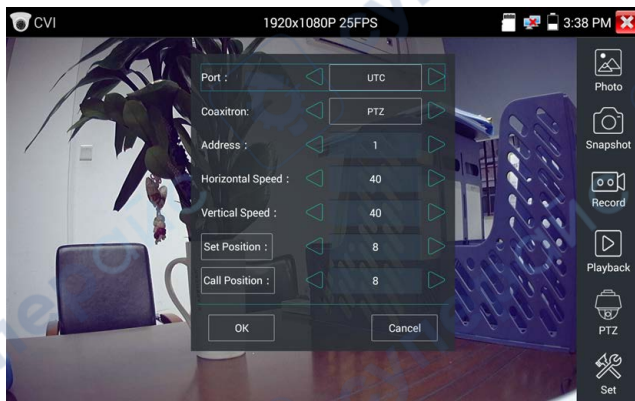 CVI 1920x1080P 25FPS 3:38 PM
Port : UTC
Coaxitron: PTZ
Address : 1
Horizontal Speed : 40
Vertical Speed : 40
Set Position : 8
Call Position : 8
OK Cancel
Photo
Snapshot
Record
Playback
PTZ
Set